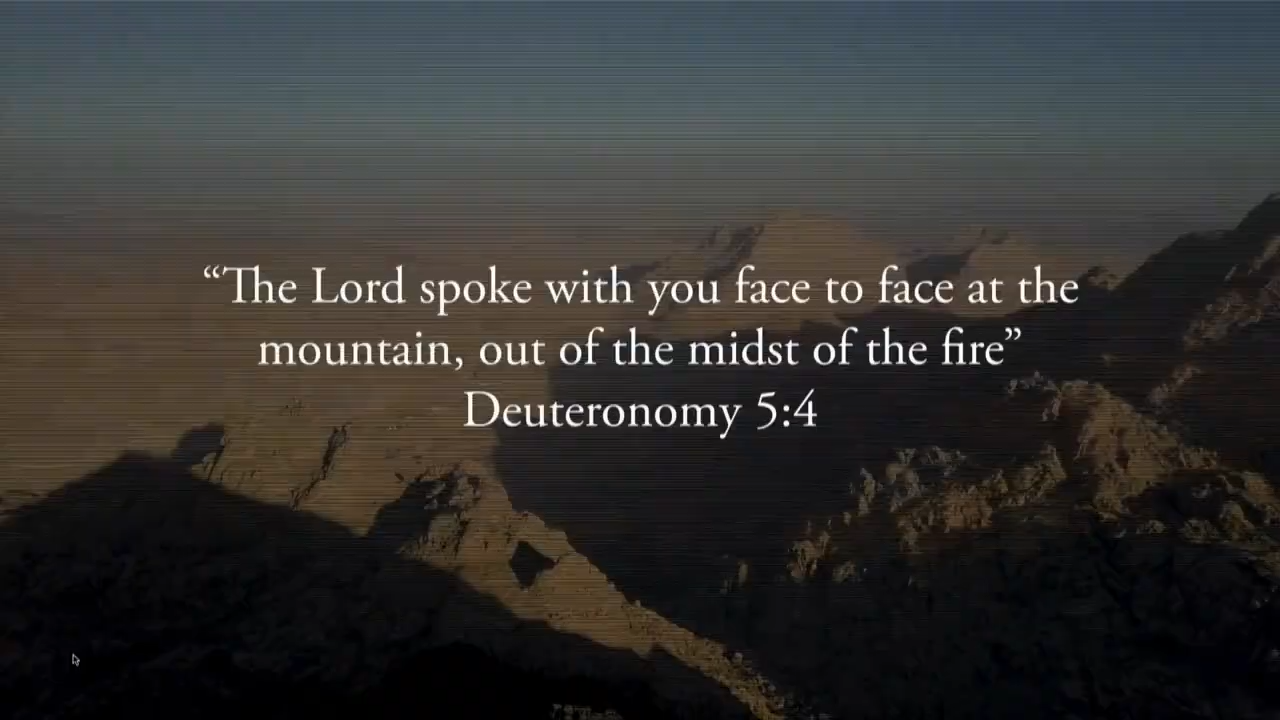 “The Lord spoke with you face to face at the
mountain, out of the midst of the fire”
Deuteronomy 5:4